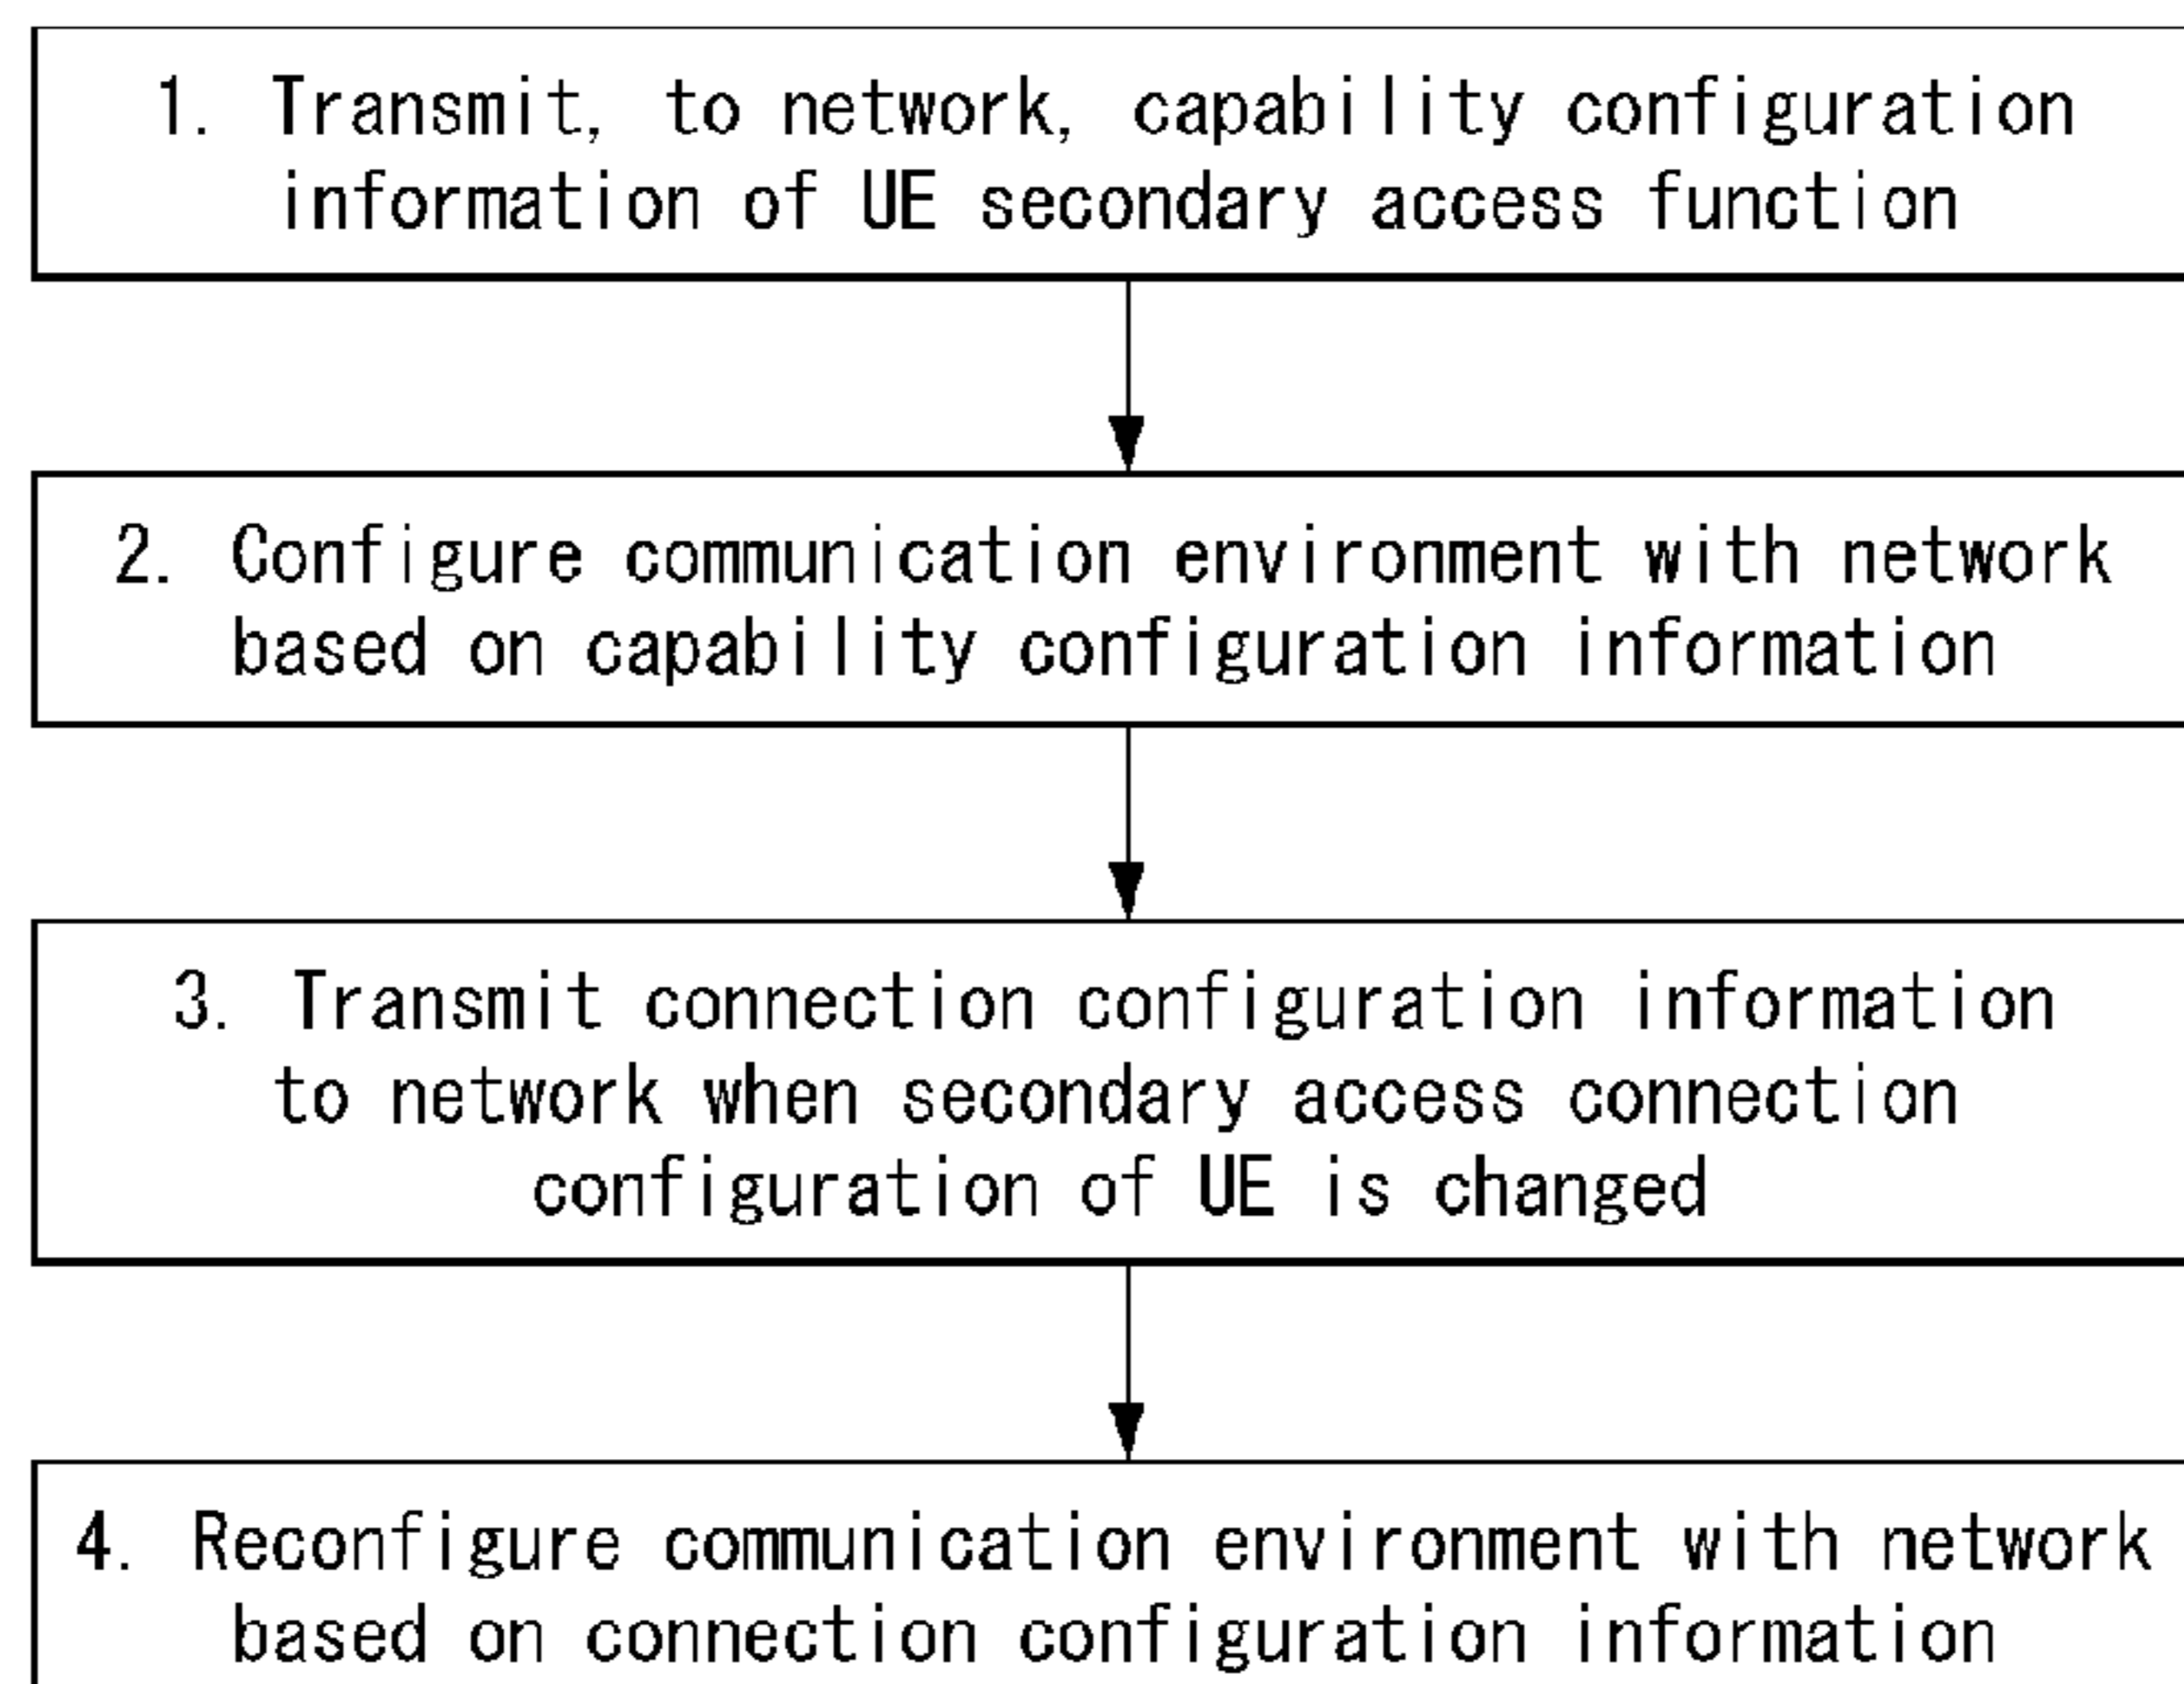 1. Transmit, to network, capability configuration
information of UE secondary access function
2. Configure communication environment with network
based on capability configuration information
3. Transmit connection configuration information
to network when secondary access connection
configuration of UE is changed
4. Reconfigure communication environment with network
based on connection configuration information